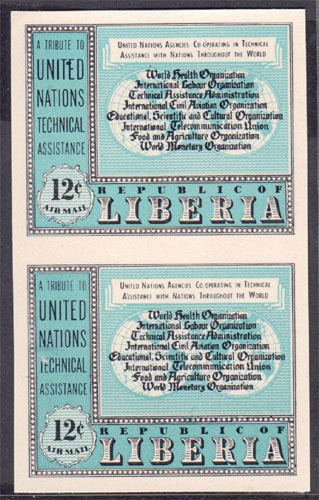 A TRIBUTE TO
UNITED
NATIONS
TECHNICAL
ASSISTANCE
UNITED NATIONS AGENCIES CO-OPERATING IN TECHNICAL
ASSISTANCE WITH NATIONS THROUGHOUT THE WORLD
World Health Organization
International Labour Organization
Technical Assistance Administration
International Civil Aviation Organization
Educational, Scientific and Cultural Organization
International Telecommunication Union
Food and Agriculture Organization
World Monetary Organization
12¢
AIR MAIL
REPUBLIC OF
LIBERIA
A TRIBUTE TO
UNITED
NATIONS
TECHNICAL
ASSISTANCE
UNITED NATIONS AGENCIES CO-OPERATING IN TECHNICAL
ASSISTANCE WITH NATIONS THROUGHOUT THE WORLD
World Health Organization
International Labour Organization
Technical Assistance Administration
International Civil Aviation Organization
Educational, Scientific and Cultural Organization
International Telecommunication Union
Food and Agriculture Organization
World Monetary Organization
12¢
AIR MAIL
REPUBLIC OF
LIBERIA